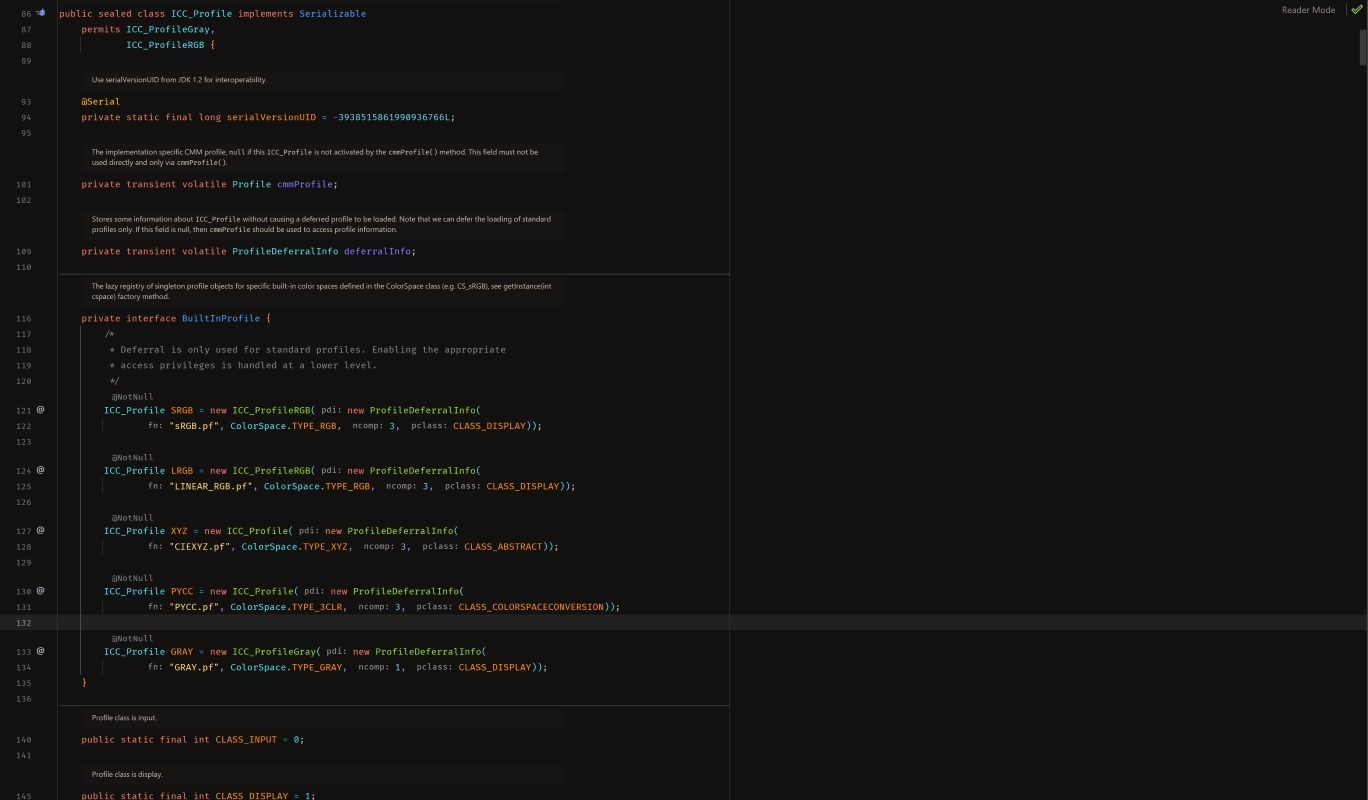 Reader Mode
86 public sealed class ICC_Profile implements Serializable
87 permits ICC_ProfileGray,
88 ICC_ProfileRGB {
89
Use serialVersionUID from JDK 1.2 for interoperability.
93 @Serial
94 private static final long serialVersionUID = -3938515861990936766L;
95
The implementation specific CMM profile, null if this ICC_Profile is not activated by the cmmProfile() method. This field must not be
used directly and only via cmmProfile().
101 private transient volatile Profile cmmProfile;
102
Stores some information about ICC_Profile without causing a deferred profile to be loaded. Note that we can defer the loading of standard
profiles only. If this field is null, then cmmProfile should be used to access profile information.
109 private transient volatile ProfileDeferralInfo deferralInfo;
110
The lazy registry of singleton profile objects for specific built-in color spaces defined in the ColorSpace class (e.g. CS_sRGB), see getInstance(int
cspace) factory method.
116 private interface BuiltInProfile {
117 /*
118 * Deferral is only used for standard profiles. Enabling the appropriate
119 * access privileges is handled at a lower level.
120 */
@NotNull
121 @ ICC_Profile SRGB = new ICC_ProfileRGB( pdi: new ProfileDeferralInfo(
122 fn: "sRGB.pf", ColorSpace.TYPE_RGB, ncomp: 3, pclass: CLASS_DISPLAY));
123
@NotNull
124 @ ICC_Profile LRGB = new ICC_ProfileRGB( pdi: new ProfileDeferralInfo(
125 fn: "LINEAR_RGB.pf", ColorSpace.TYPE_RGB, ncomp: 3, pclass: CLASS_DISPLAY));
126
@NotNull
127 @ ICC_Profile XYZ = new ICC_Profile( pdi: new ProfileDeferralInfo(
128 fn: "CIEXYZ.pf", ColorSpace.TYPE_XYZ, ncomp: 3, pclass: CLASS_ABSTRACT));
129
@NotNull
130 @ ICC_Profile PYCC = new ICC_Profile( pdi: new ProfileDeferralInfo(
131 fn: "PYCC.pf", ColorSpace.TYPE_3CLR, ncomp: 3, pclass: CLASS_COLORSPACECONVERSION));
132
@NotNull
133 @ ICC_Profile GRAY = new ICC_ProfileGray( pdi: new ProfileDeferralInfo(
134 fn: "GRAY.pf", ColorSpace.TYPE_GRAY, ncomp: 1, pclass: CLASS_DISPLAY));
135 }
136
Profile class is input.
140 public static final int CLASS_INPUT = 0;
141
Profile class is display.
145 public static final int CLASS_DISPLAY = 1;